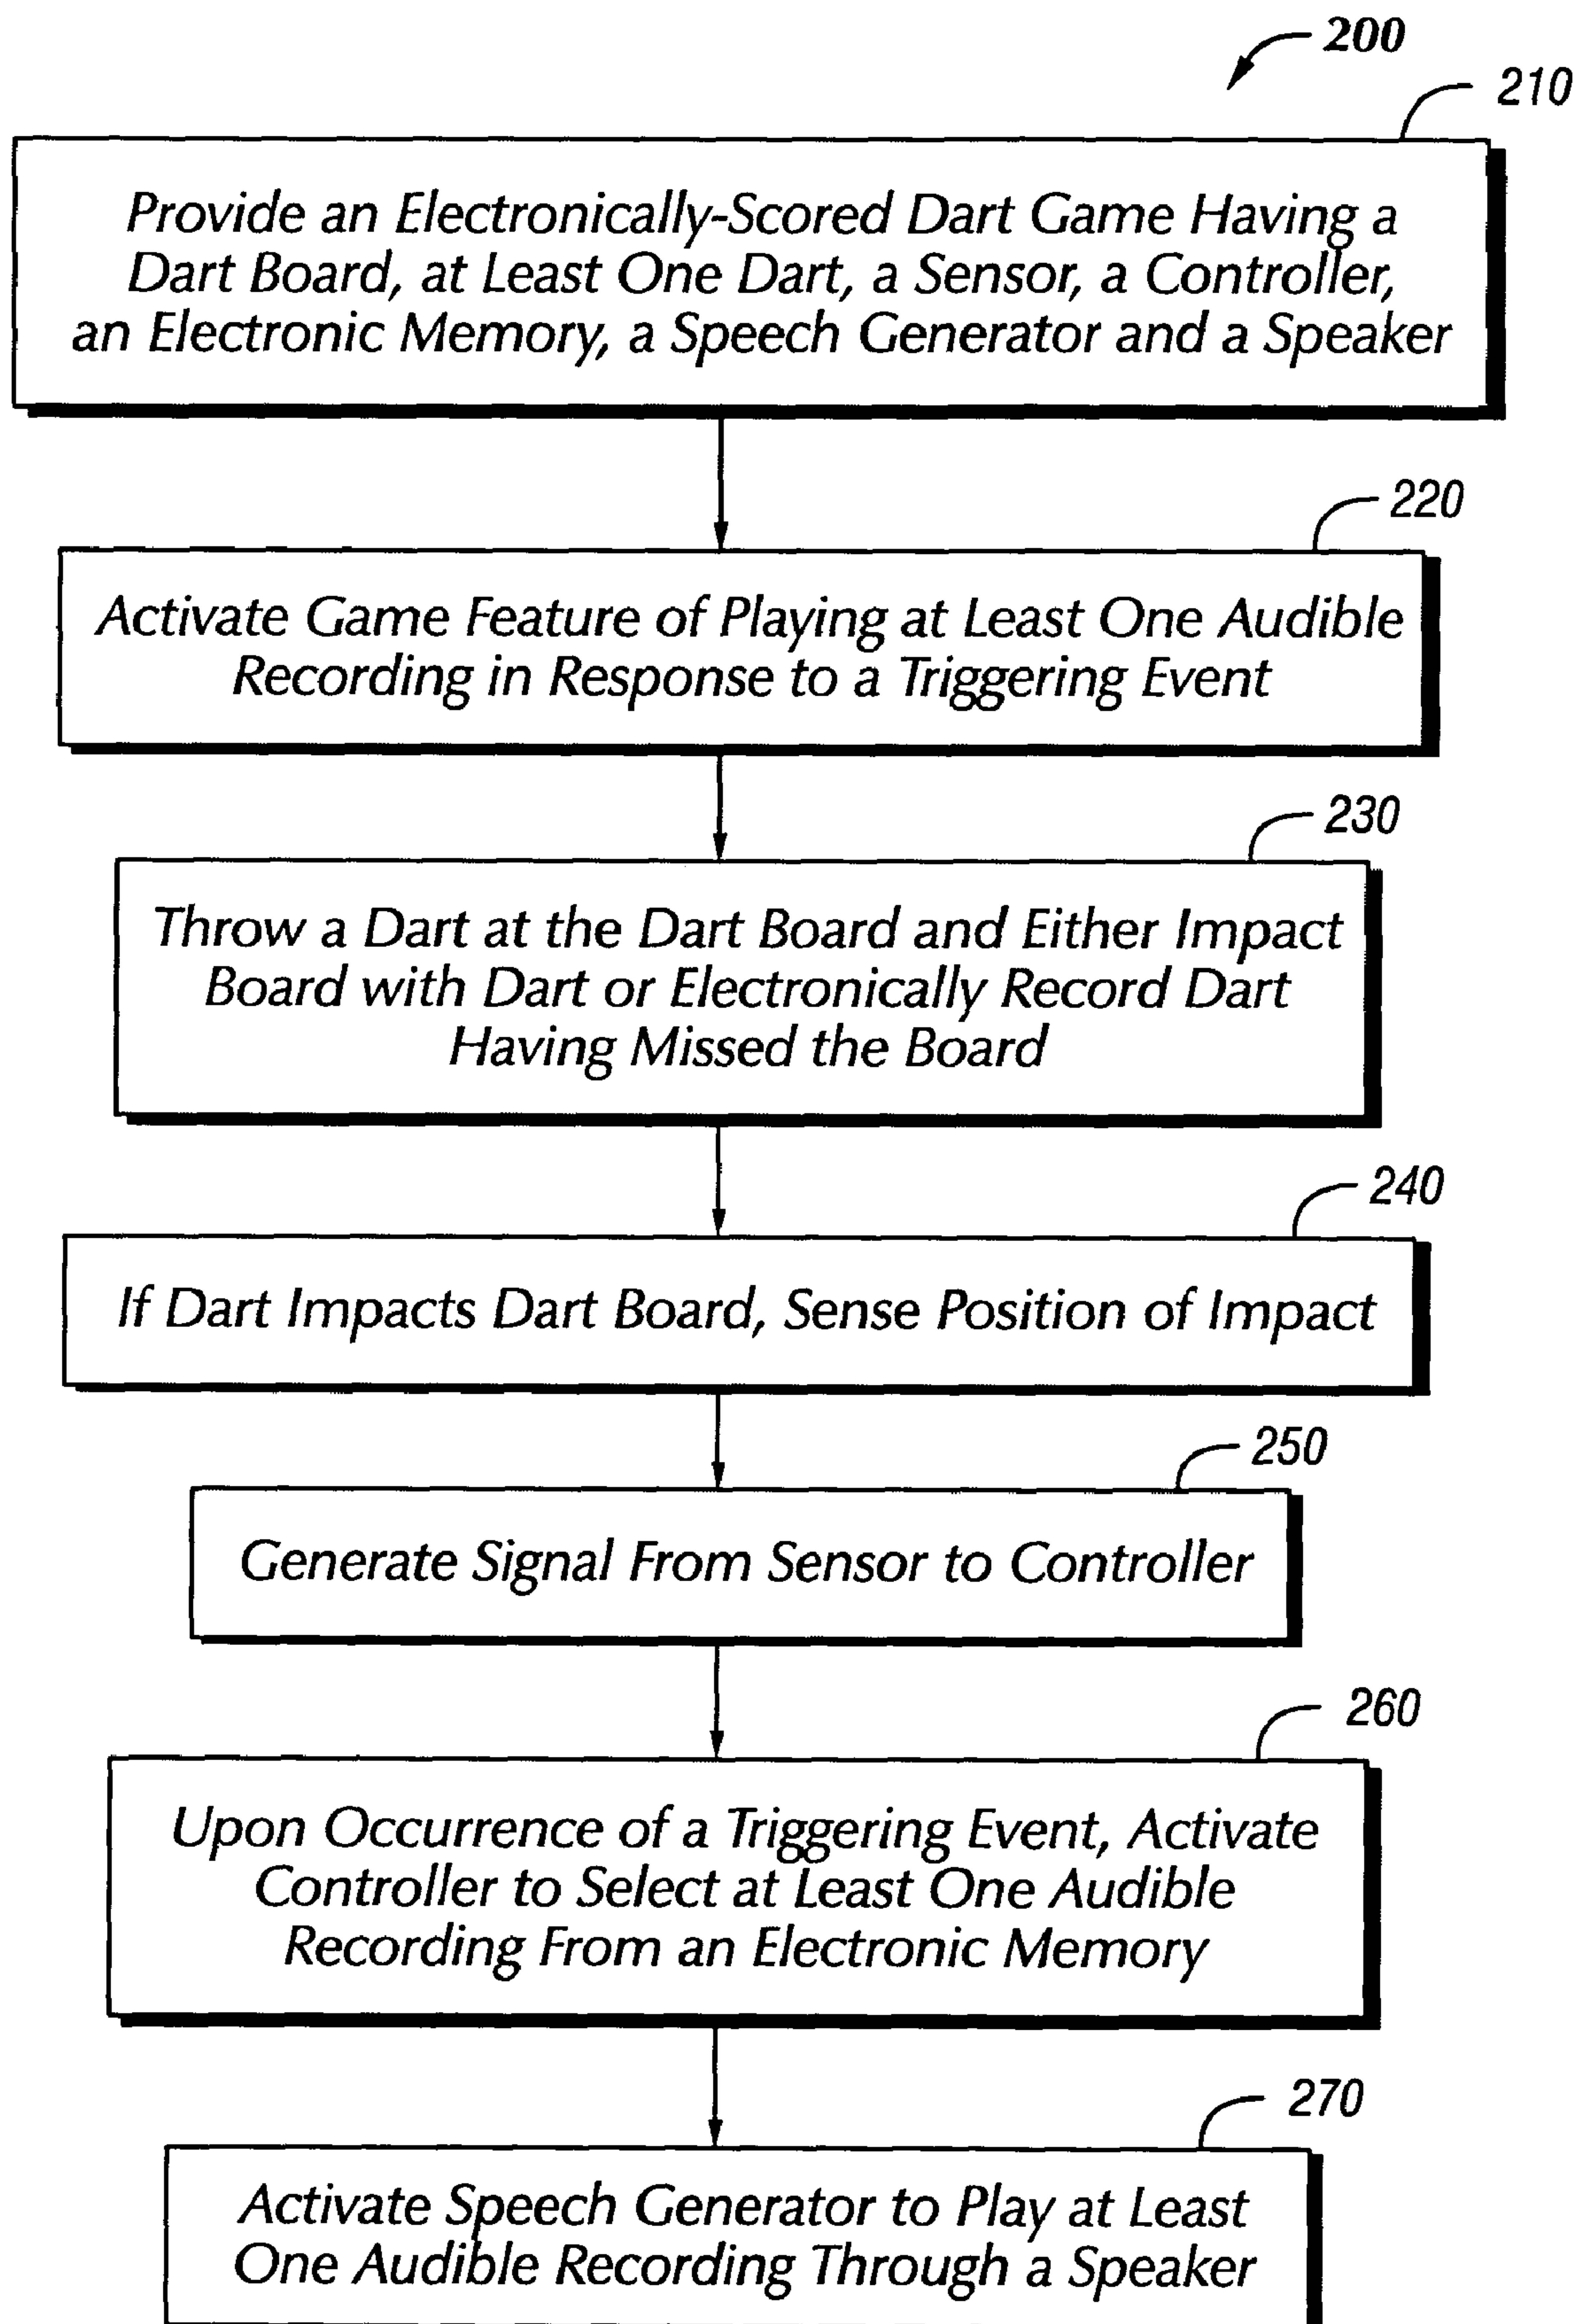 200
210
Provide an Electronically-Scored Dart Game Having a
Dart Board, at Least One Dart, a Sensor, a Controller,
an Electronic Memory, a Speech Generator and a Speaker
220
Activate Game Feature of Playing at Least One Audible
Recording in Response to a Triggering Event
230
Throw a Dart at the Dart Board and Either Impact
Board with Dart or Electronically Record Dart
Having Missed the Board
240
If Dart Impacts Dart Board, Sense Position of Impact
250
Generate Signal From Sensor to Controller
260
Upon Occurrence of a Triggering Event, Activate
Controller to Select at Least One Audible
Recording From an Electronic Memory
270
Activate Speech Generator to Play at Least
One Audible Recording Through a Speaker